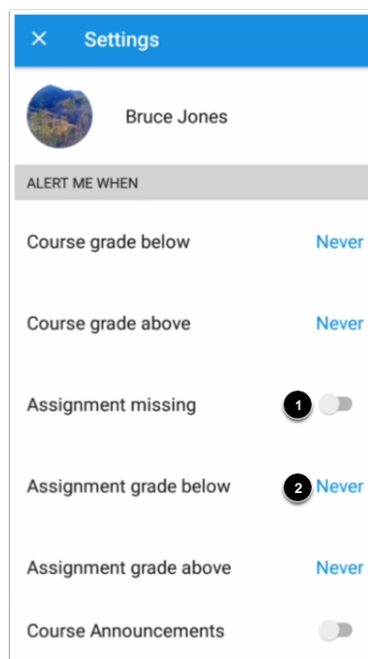 × Settings
Bruce Jones
ALERT ME WHEN
Course grade below Never
Course grade above Never
Assignment missing 1
Assignment grade below 2 Never
Assignment grade above Never
Course Announcements